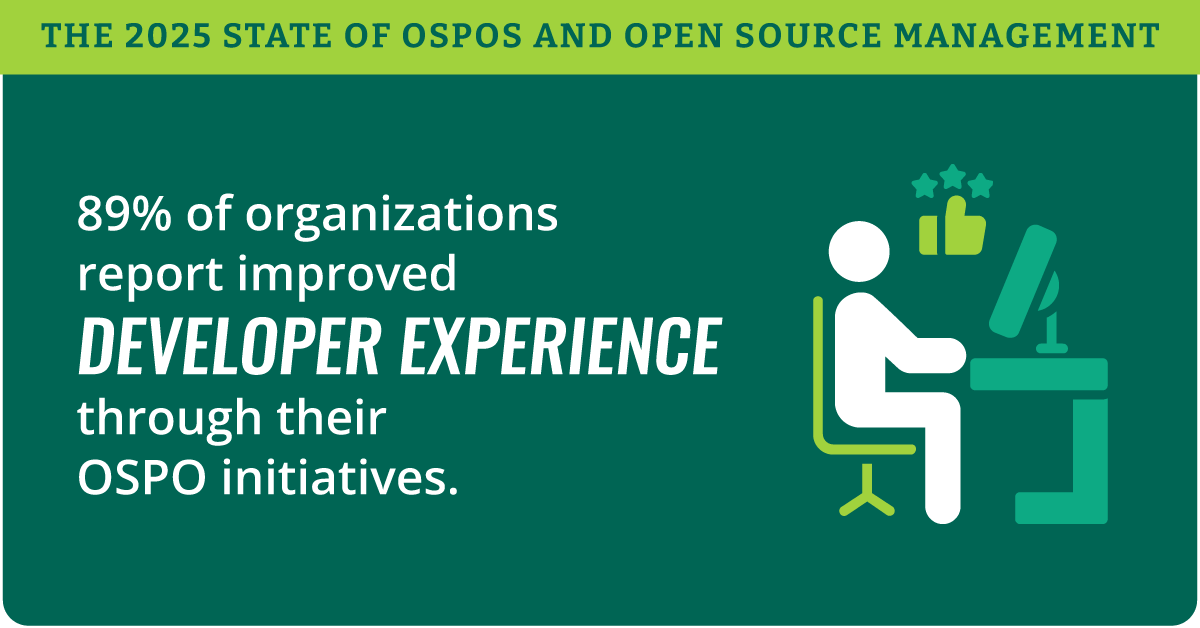 THE 2025 STATE OF OSPOS AND OPEN SOURCE MANAGEMENT
89% of organizations
report improved
DEVELOPER EXPERIENCE
through their
OSPO initiatives.